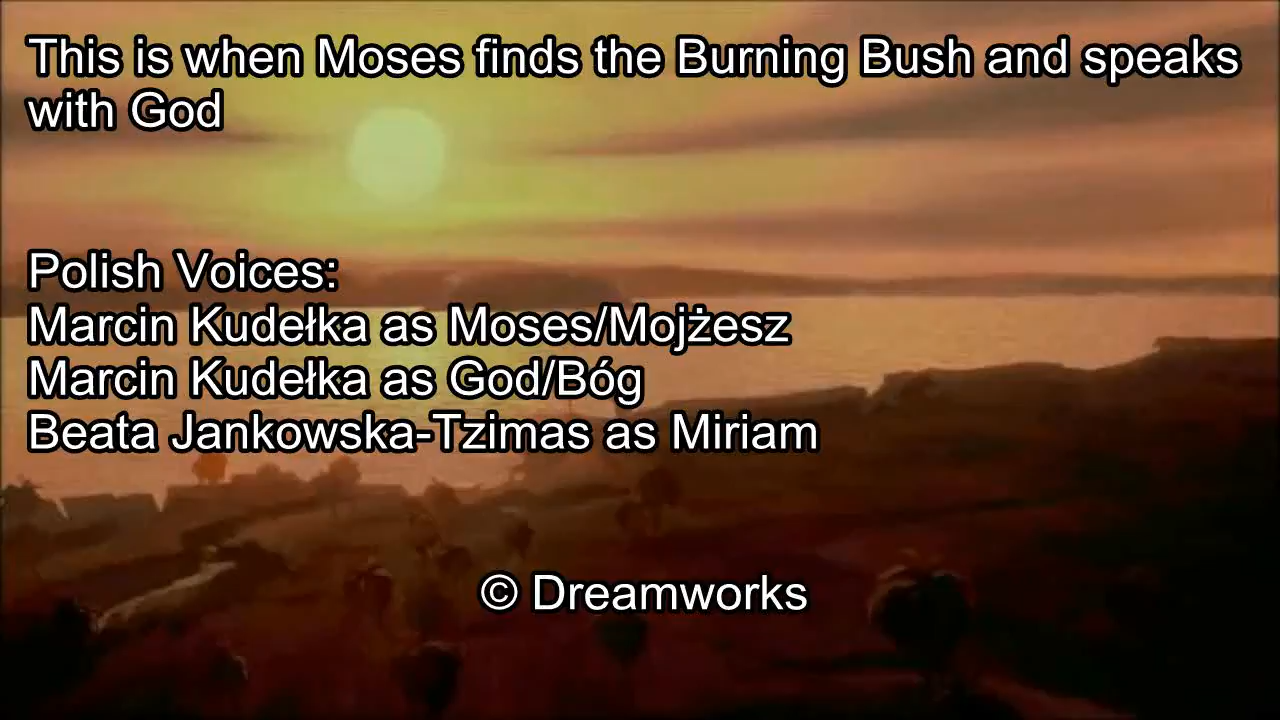 This is when Moses finds the Burning Bush and speaks
with God
Polish Voices:
Marcin Kudełka as Moses/Mojżesz
Marcin Kudełka as God/Bóg
Beata Jankowska-Tzimas as Miriam
© Dreamworks